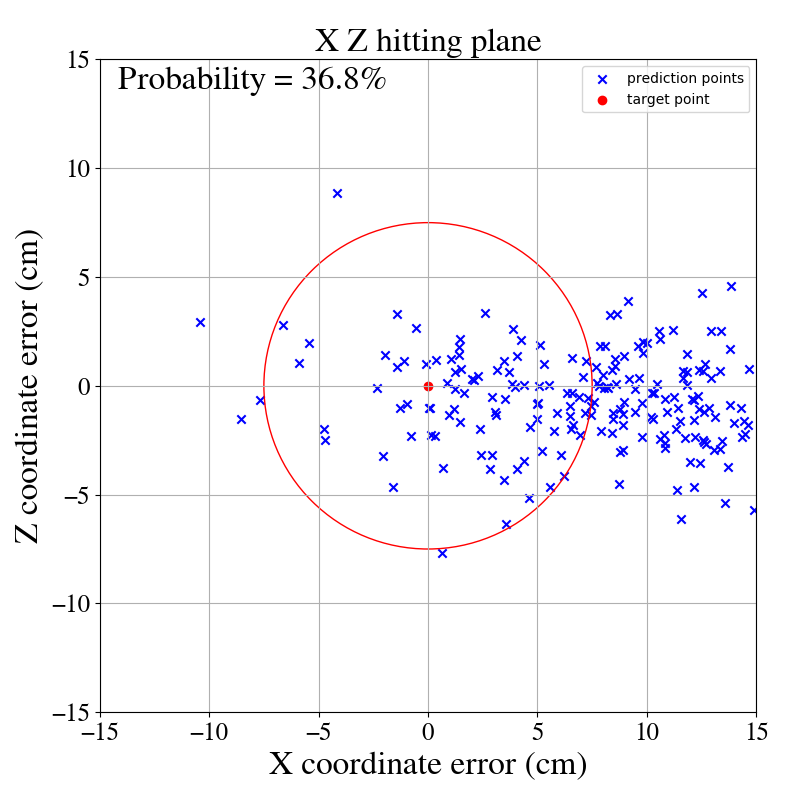 X Z hitting plane
Probability = 36.8%
prediction points
target point
Z coordinate error (cm)
15
10
5
0
−5
−10
−15
−15 −10 −5 0 5 10 15
X coordinate error (cm)